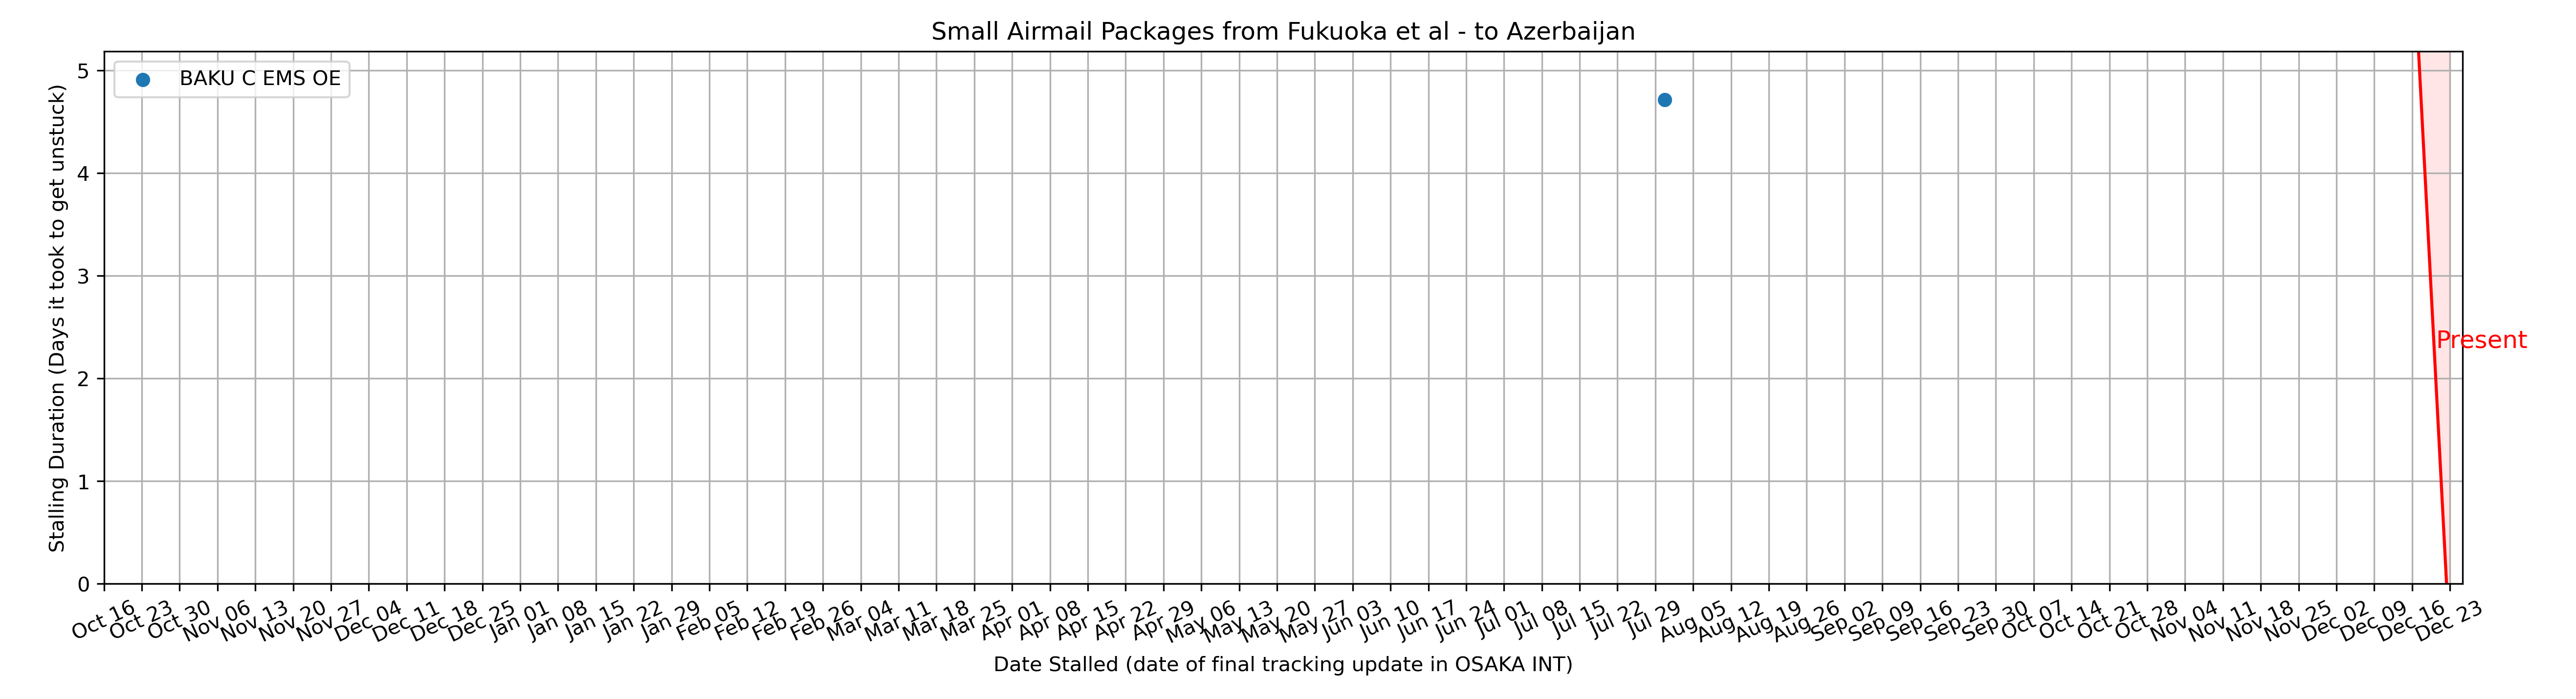 Small Airmail Packages from Fukuoka et al - to Azerbaijan
BAKU C EMS OE
Stalling Duration (Days it took to get unstuck)
5
4
3
2
1
0
Present
Oct 16 Oct 23 Oct 30 Nov 06 Nov 13 Nov 20 Nov 27 Dec 04 Dec 11 Dec 18 Dec 25 Jan 01 Jan 08 Jan 15 Jan 22 Jan 29 Feb 05 Feb 12 Feb 19 Feb 26 Mar 04 Mar 11 Mar 18 Mar 25 Apr 01 Apr 08 Apr 15 Apr 22 Apr 29 May 06 May 13 May 20 May 27 Jun 03 Jun 10 Jun 17 Jun 24 Jul 01 Jul 08 Jul 15 Jul 22 Jul 29 Aug 05 Aug 12 Aug 19 Aug 26 Sep 02 Sep 09 Sep 16 Sep 23 Sep 30 Oct 07 Oct 14 Oct 21 Oct 28 Nov 04 Nov 11 Nov 18 Nov 25 Dec 02 Dec 09 Dec 16 Dec 23
Date Stalled (date of final tracking update in OSAKA INT)